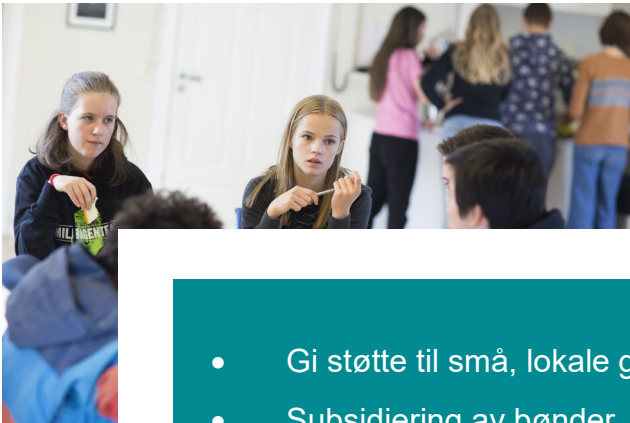 • Gi støtte til små, lokale g
• Subsidiering av bønder